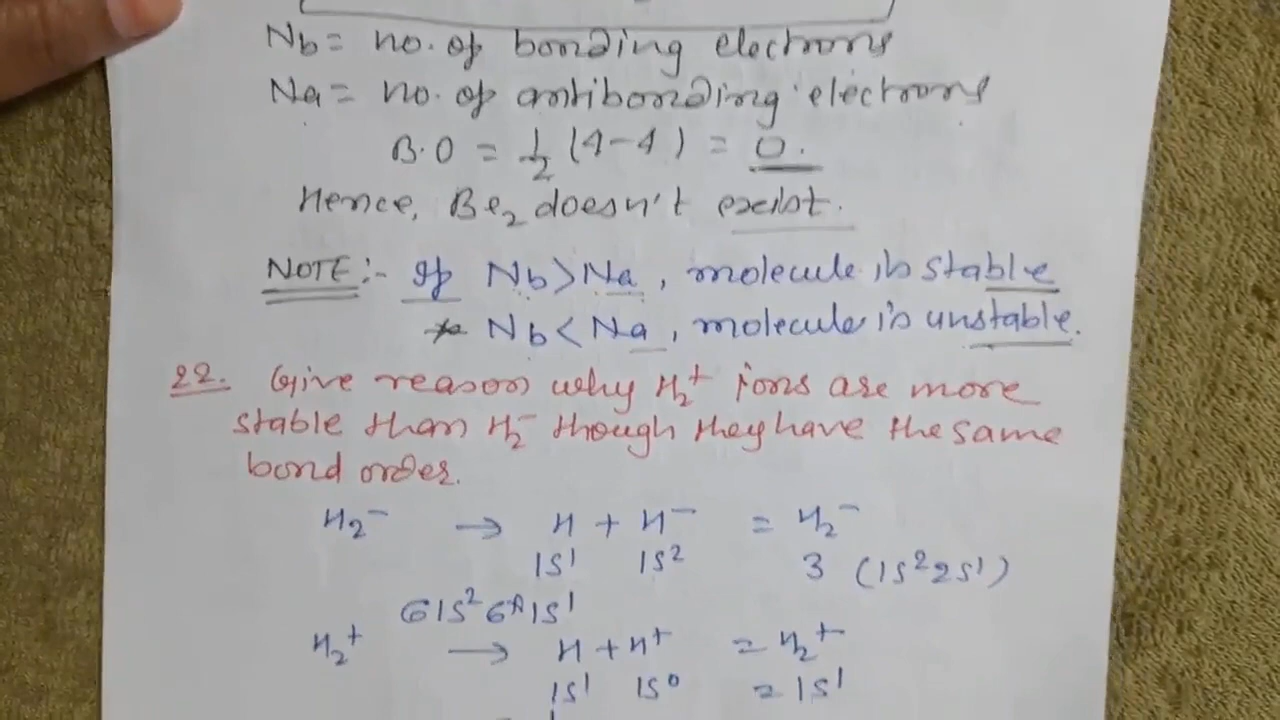 Nb = no. of bonding electrons
Na = no. of antibonding electrons
B.O = 1/2 (4-4) = 0.
Hence, Be₂ doesn't exist.
NOTE:- If Nb > Na, molecule is stable
* Nb < Na, molecule is unstable.
22. Give reason why H₂⁺ ions are more
stable than H₂⁻ though they have the same
bond order.
H₂⁻ → H + H⁻ = H₂⁻
1s¹ 1s² 3 (1s²2s¹)
σ1s² σ*1s¹
H₂⁺ → H + H⁺ = H₂⁺
1s¹ 1s⁰ = 1s¹